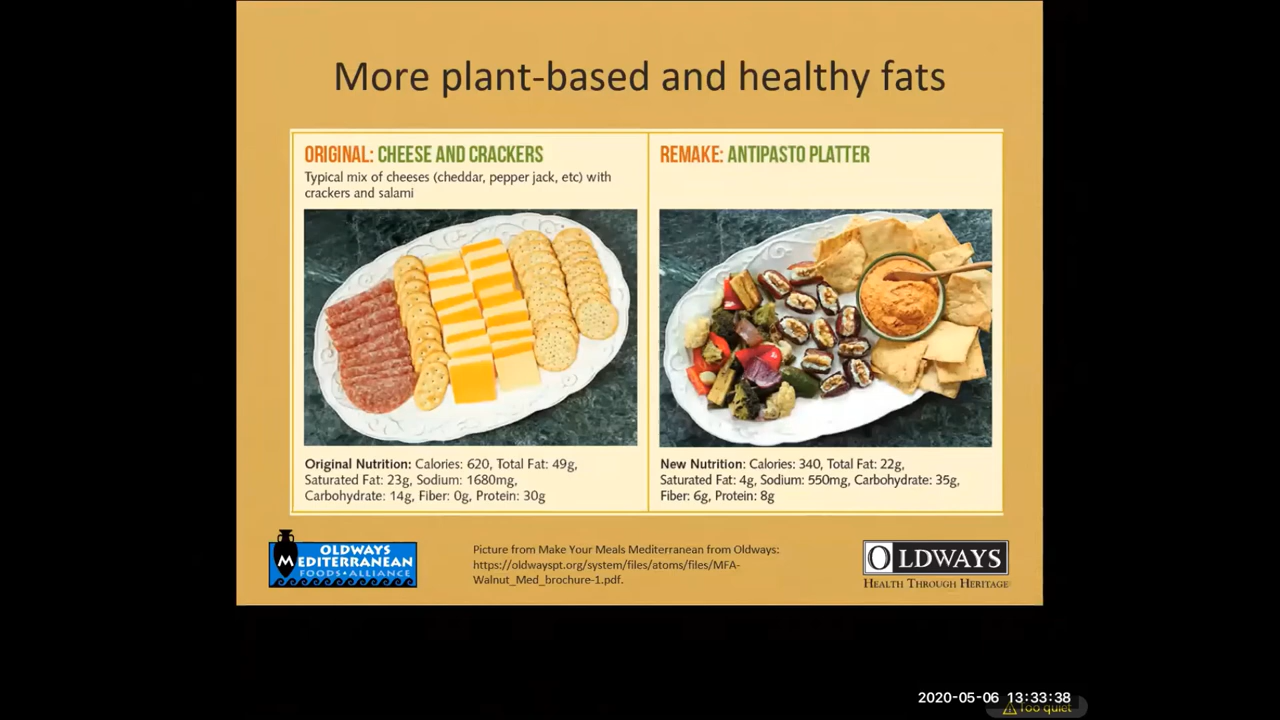 More plant-based and healthy fats
ORIGINAL: CHEESE AND CRACKERS
Typical mix of cheeses (cheddar, pepper jack, etc) with
crackers and salami
Original Nutrition: Calories: 620, Total Fat: 49g,
Saturated Fat: 23g, Sodium: 1680mg,
Carbohydrate: 14g, Fiber: 0g, Protein: 30g
REMAKE: ANTIPASTO PLATTER
New Nutrition: Calories: 340, Total Fat: 22g,
Saturated Fat: 4g, Sodium: 550mg, Carbohydrate: 35g,
Fiber: 6g, Protein: 8g
OLDWAYS
MEDITERRANEAN
FOODS • ALLIANCE
Picture from Make Your Meals Mediterranean from Oldways:
https://oldwayspt.org/system/files/atoms/files/MFA-
Walnut_Med_brochure-1.pdf.
OLDWAYS
HEALTH THROUGH HERITAGE
2020-05-06 13:33:38
Too quiet